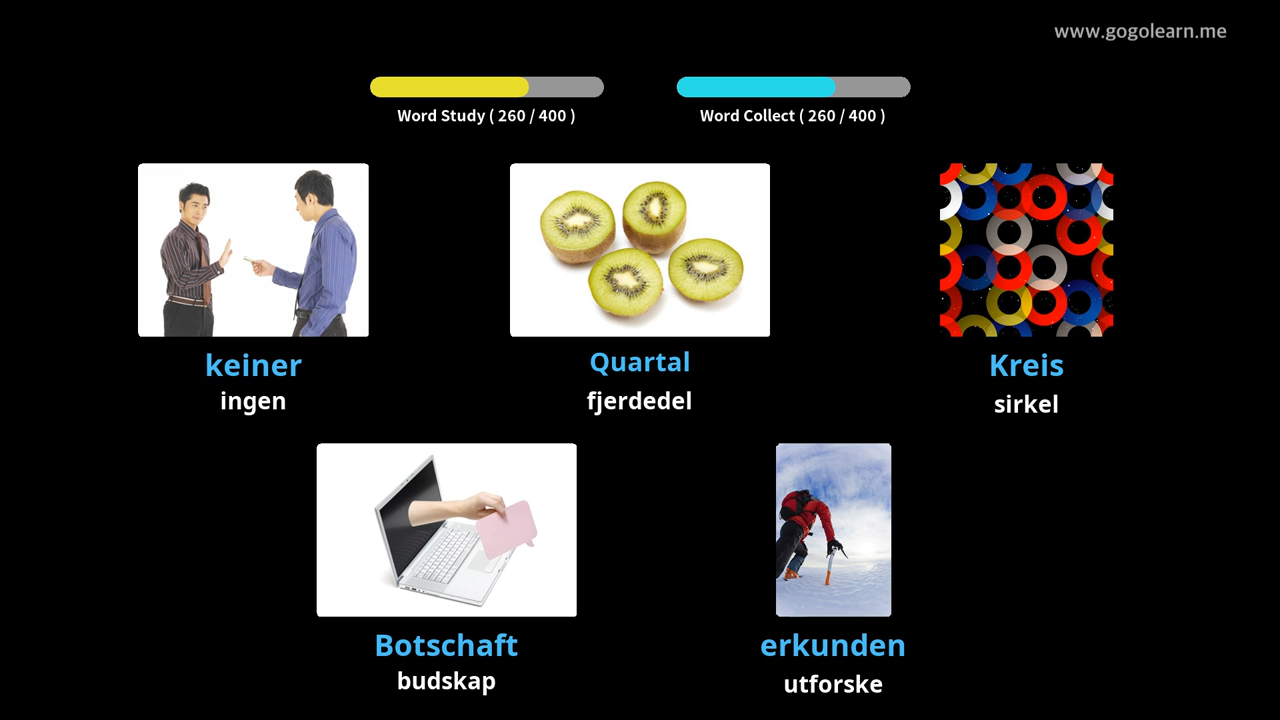 www.gogolearn.me
Word Study ( 260 / 400 )
Word Collect ( 260 / 400 )
keiner
ingen
Quartal
fjerdedel
Kreis
sirkel
Botschaft
budskap
erkunden
utforske